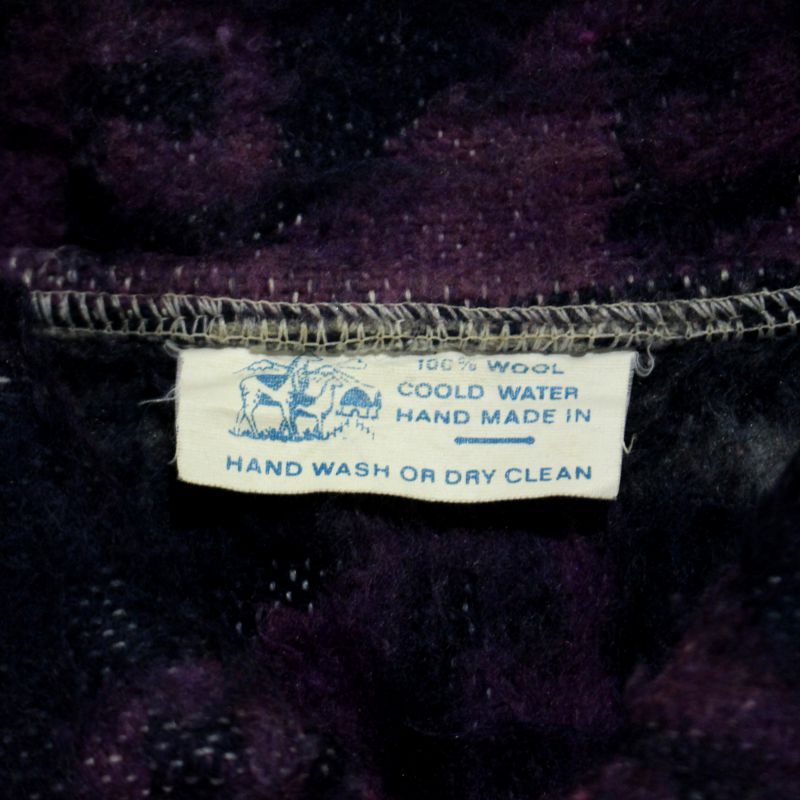 100% WOOL
COOLD WATER
HAND MADE IN
HAND WASH OR DRY CLEAN